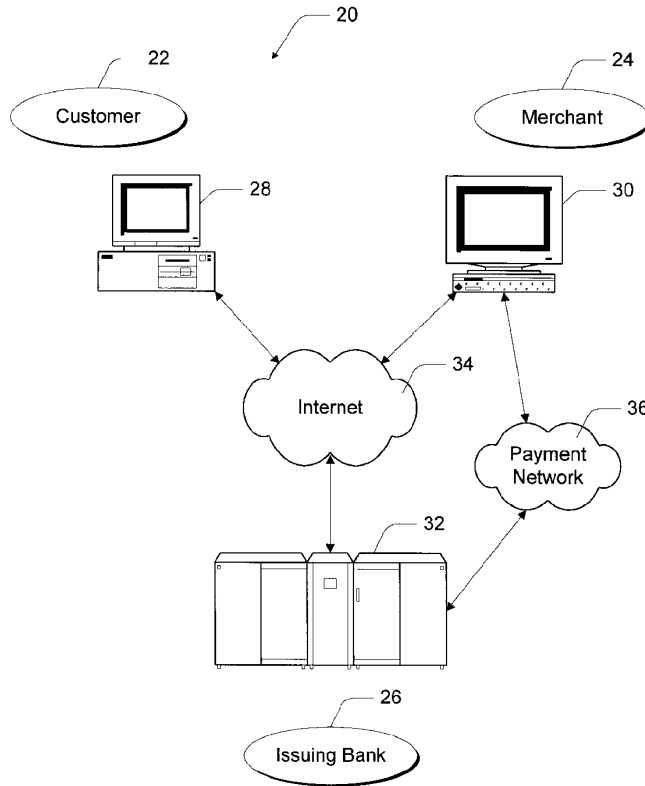 20
22
24
Customer
Merchant
28
30
34
Internet
36
Payment
Network
32
26
Issuing Bank